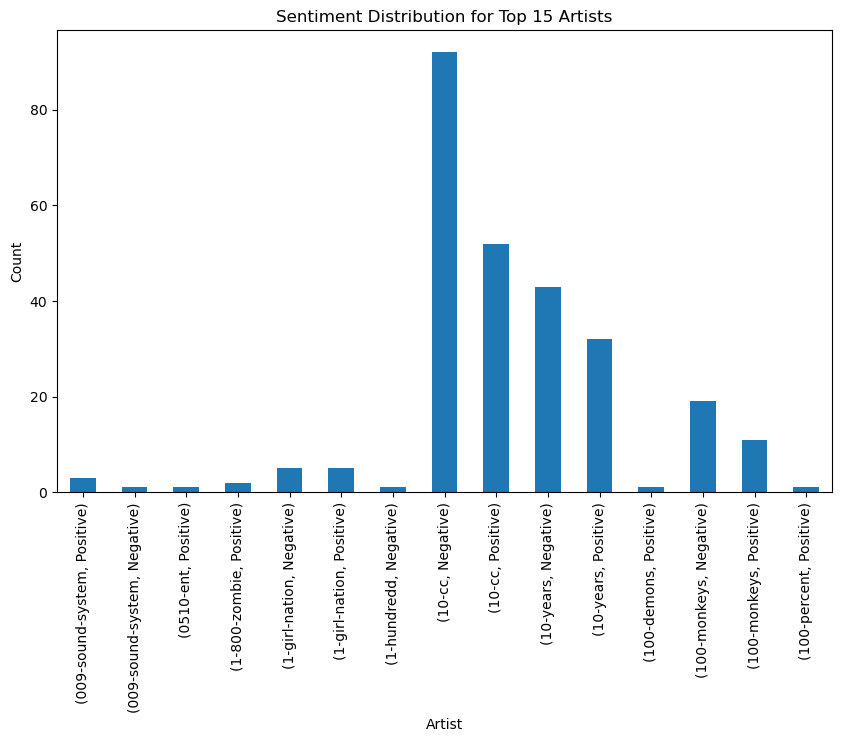 Sentiment Distribution for Top 15 Artists
Count
80
60
40
20
0
(009-sound-system, Positive)
(009-sound-system, Negative)
(0510-ent, Positive)
(1-800-zombie, Positive)
(1-girl-nation, Negative)
(1-girl-nation, Positive)
(1-hundredd, Negative)
(10-cc, Negative)
(10-cc, Positive)
(10-years, Negative)
(10-years, Positive)
(100-demons, Positive)
(100-monkeys, Negative)
(100-monkeys, Positive)
(100-percent, Positive)
Artist